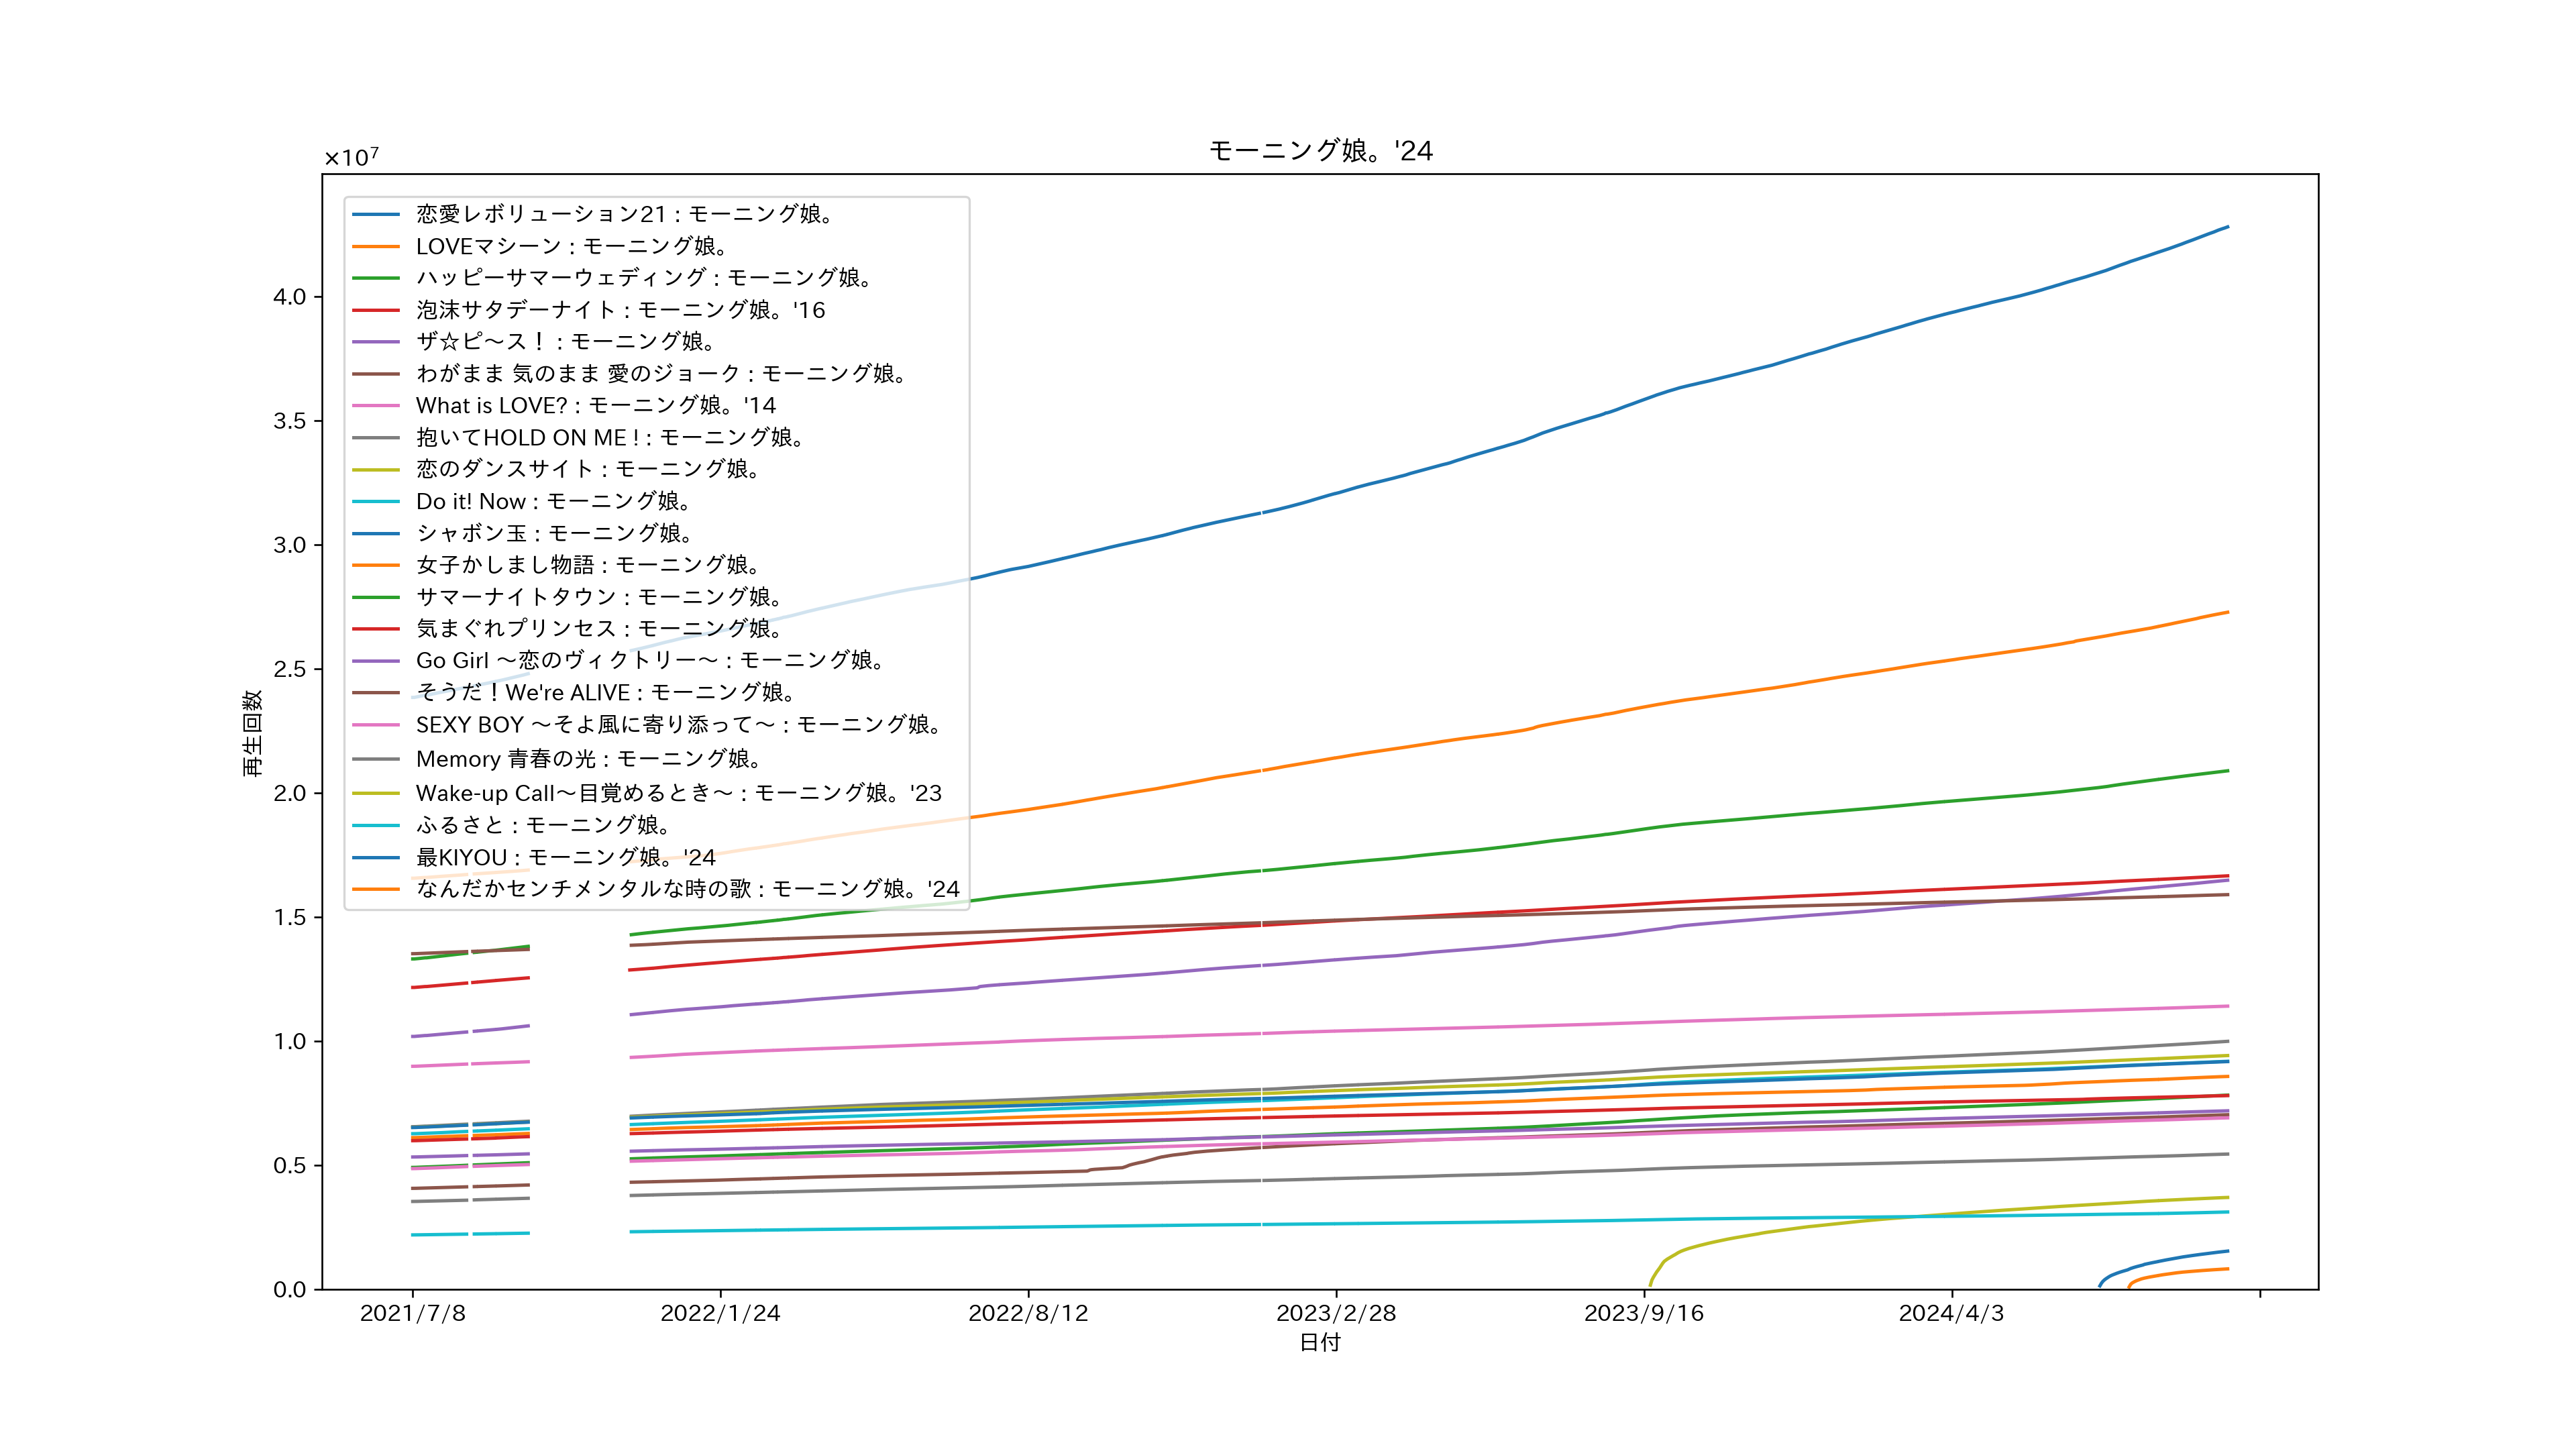 モーニング娘。'24
×10⁷
恋愛レボリューション21 : モーニング娘。
LOVEマシーン : モーニング娘。
ハッピーサマーウェディング : モーニング娘。
泡沫サタデーナイト : モーニング娘。'16
ザ☆ピ〜ス！ : モーニング娘。
わがまま 気のまま 愛のジョーク : モーニング娘。
What is LOVE? : モーニング娘。'14
抱いてHOLD ON ME ! : モーニング娘。
恋のダンスサイト : モーニング娘。
Do it! Now : モーニング娘。
シャボン玉 : モーニング娘。
女子かしまし物語 : モーニング娘。
サマーナイトタウン : モーニング娘。
気まぐれプリンセス : モーニング娘。
Go Girl 〜恋のヴィクトリー〜 : モーニング娘。
そうだ！We're ALIVE : モーニング娘。
SEXY BOY 〜そよ風に寄り添って〜 : モーニング娘。
Memory 青春の光 : モーニング娘。
Wake-up Call〜目覚めるとき〜 : モーニング娘。'23
ふるさと : モーニング娘。
最KIYOU : モーニング娘。'24
なんだかセンチメンタルな時の歌 : モーニング娘。'24
再生回数
4.0
3.5
3.0
2.5
2.0
1.5
1.0
0.5
0.0
2021/7/8
2022/1/24
2022/8/12
2023/2/28
2023/9/16
2024/4/3
日付